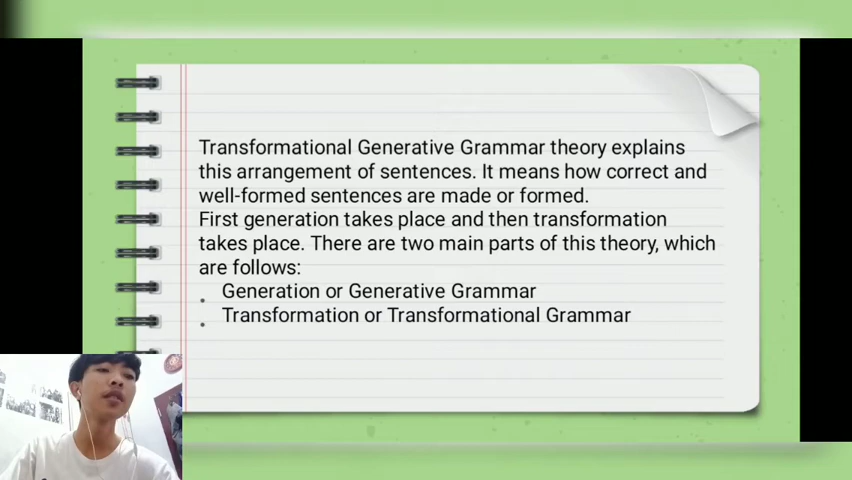 Transformational Generative Grammar theory explains
this arrangement of sentences. It means how correct and
well-formed sentences are made or formed.
First generation takes place and then transformation
takes place. There are two main parts of this theory, which
are follows:
• Generation or Generative Grammar
• Transformation or Transformational Grammar